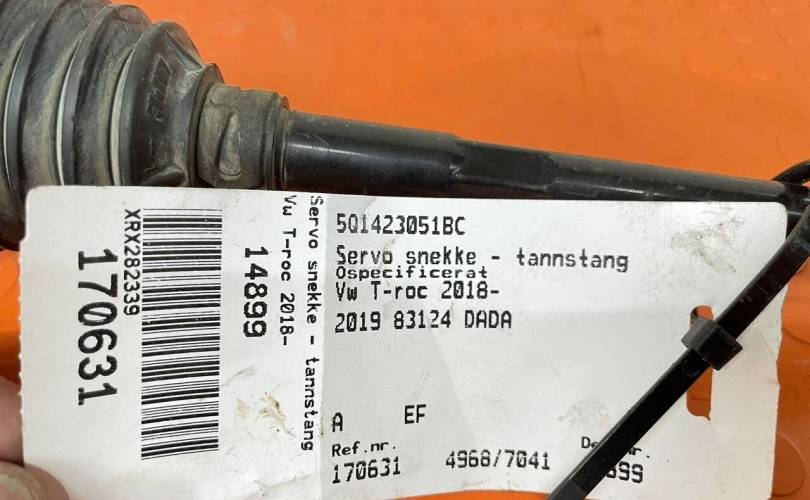 5Q1423051BC
Servo snekke - tannstang
Ospecificerat
Vw T-roc 2018-
2019 83124 DADA
A EF
Ref.nr.
170631 4968/7041
Servo snekke - tannstang
Vw T-roc 2018-
14899
XRX282339
170631